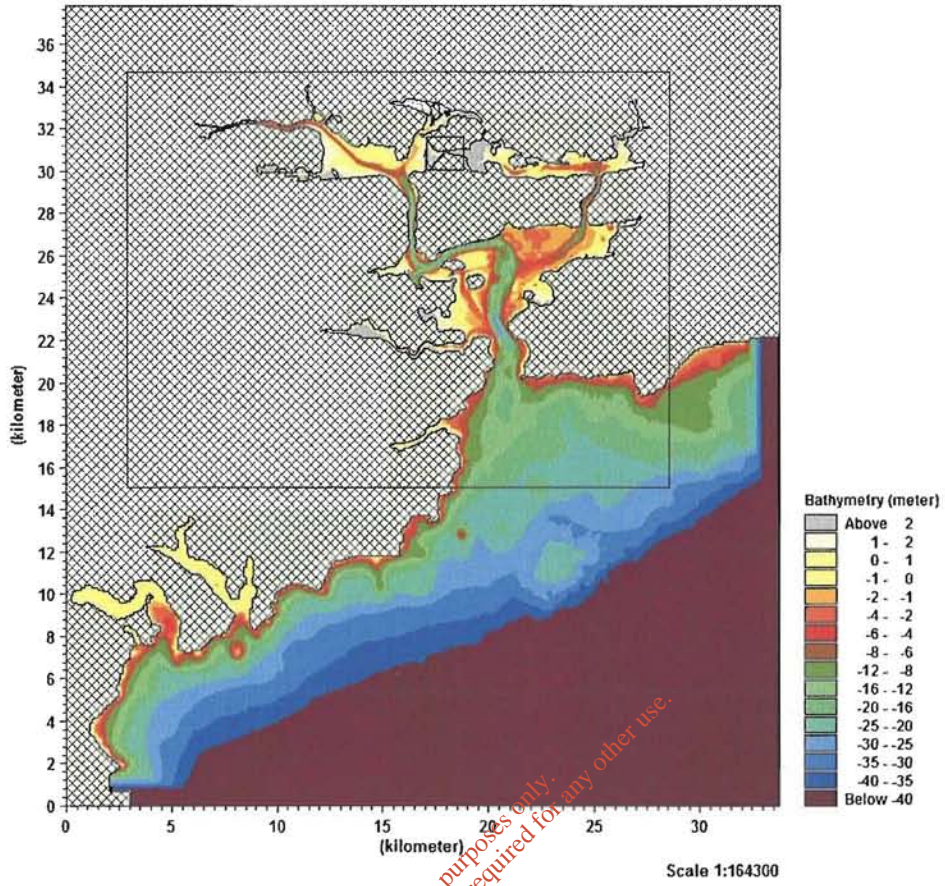 36
34
32
30
28
26
24
22
20
18
16
14
12
10
8
6
4
2
0
(kilometer)
0 5 10 15 20 25 30
(kilometer)
Scale 1:164300
Bathymetry (meter)
Above 2
1 - 2
0 - 1
-1 - 0
-2 - -1
-4 - -2
-6 - -4
-8 - -6
-12 - -8
-16 - -12
-20 - -16
-25 - -20
-30 - -25
-35 - -30
-40 - -35
Below -40
purposes only.
required for any other use.